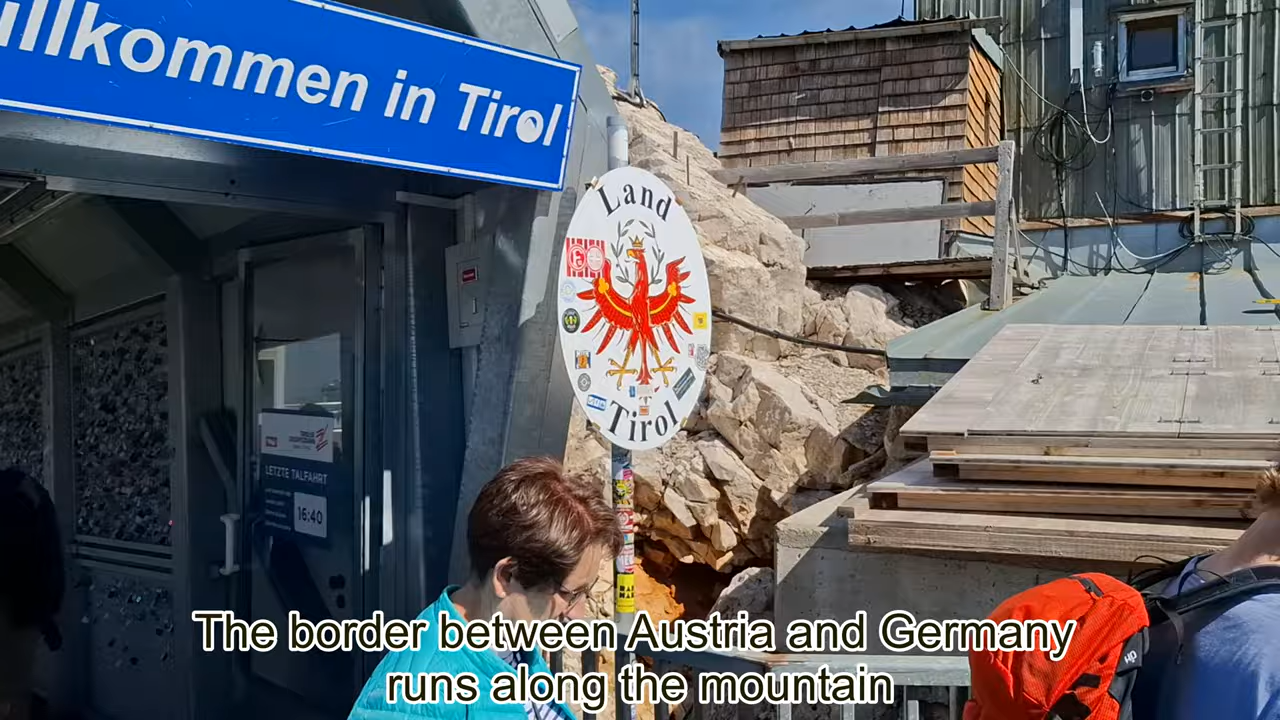 illkommen in Tirol
Land
Tirol
LETZTE TALFAHRT
16:40
The border between Austria and Germany
runs along the mountain